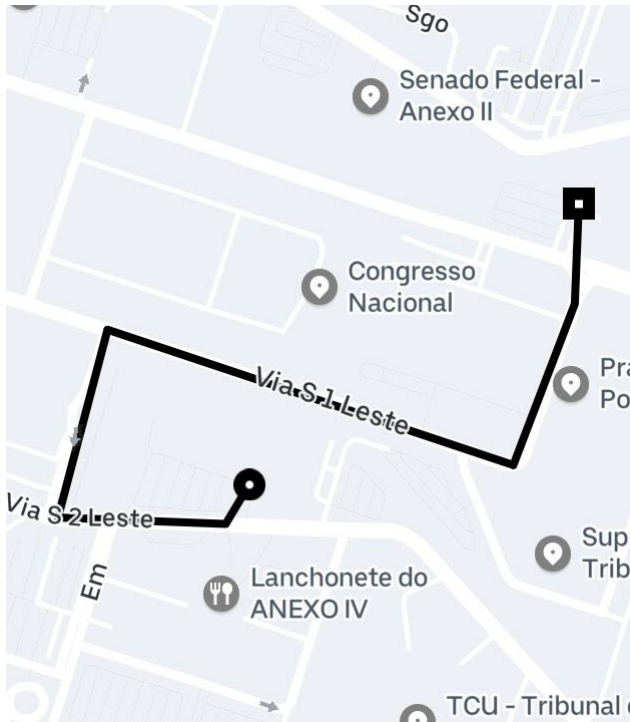 Sgo
Senado Federal -
Anexo II
Congresso
Nacional
Pra
Po
Via S 1 Leste
Via S 2 Leste
Sup
Trib
Em
Lanchonete do
ANEXO IV
TCU - Tribunal d